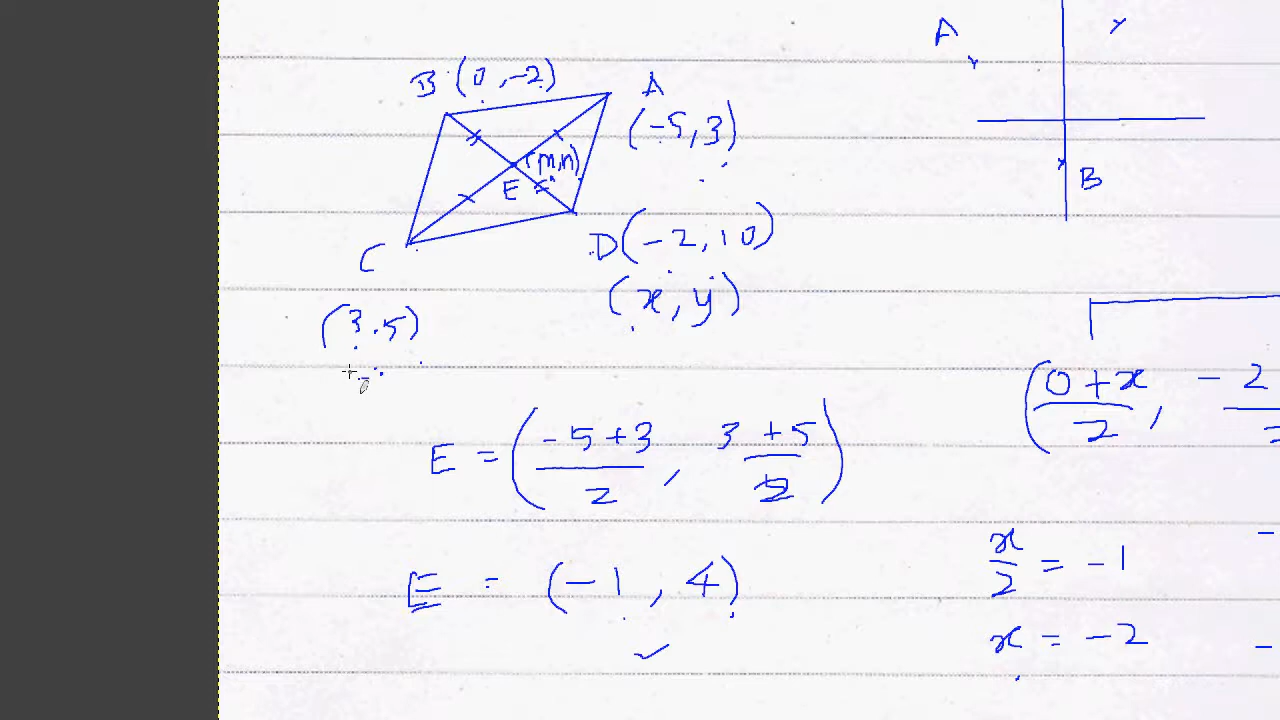 A
B (0, -2)
A
(-5, 3)
(m, n)
E
B
C
D(-2, 10)
(x, y)
(3.5)
E = (-5+3/2, 3+5/2)
(0+x/2, -2
E = (-1, 4)
x/2 = -1
x = -2